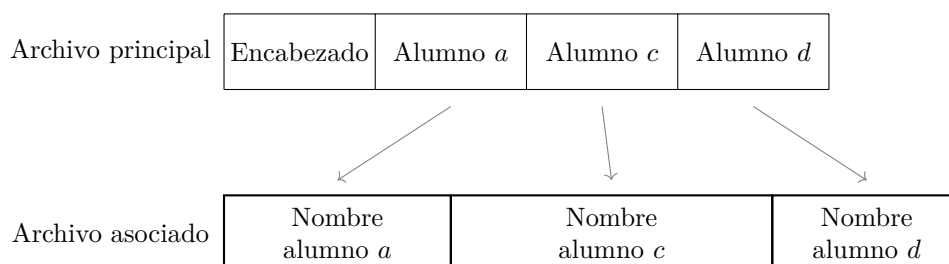 Archivo principal Encabezado Alumno a Alumno c Alumno d
Archivo asociado
Nombre
alumno a
Nombre
alumno c
Nombre
alumno d